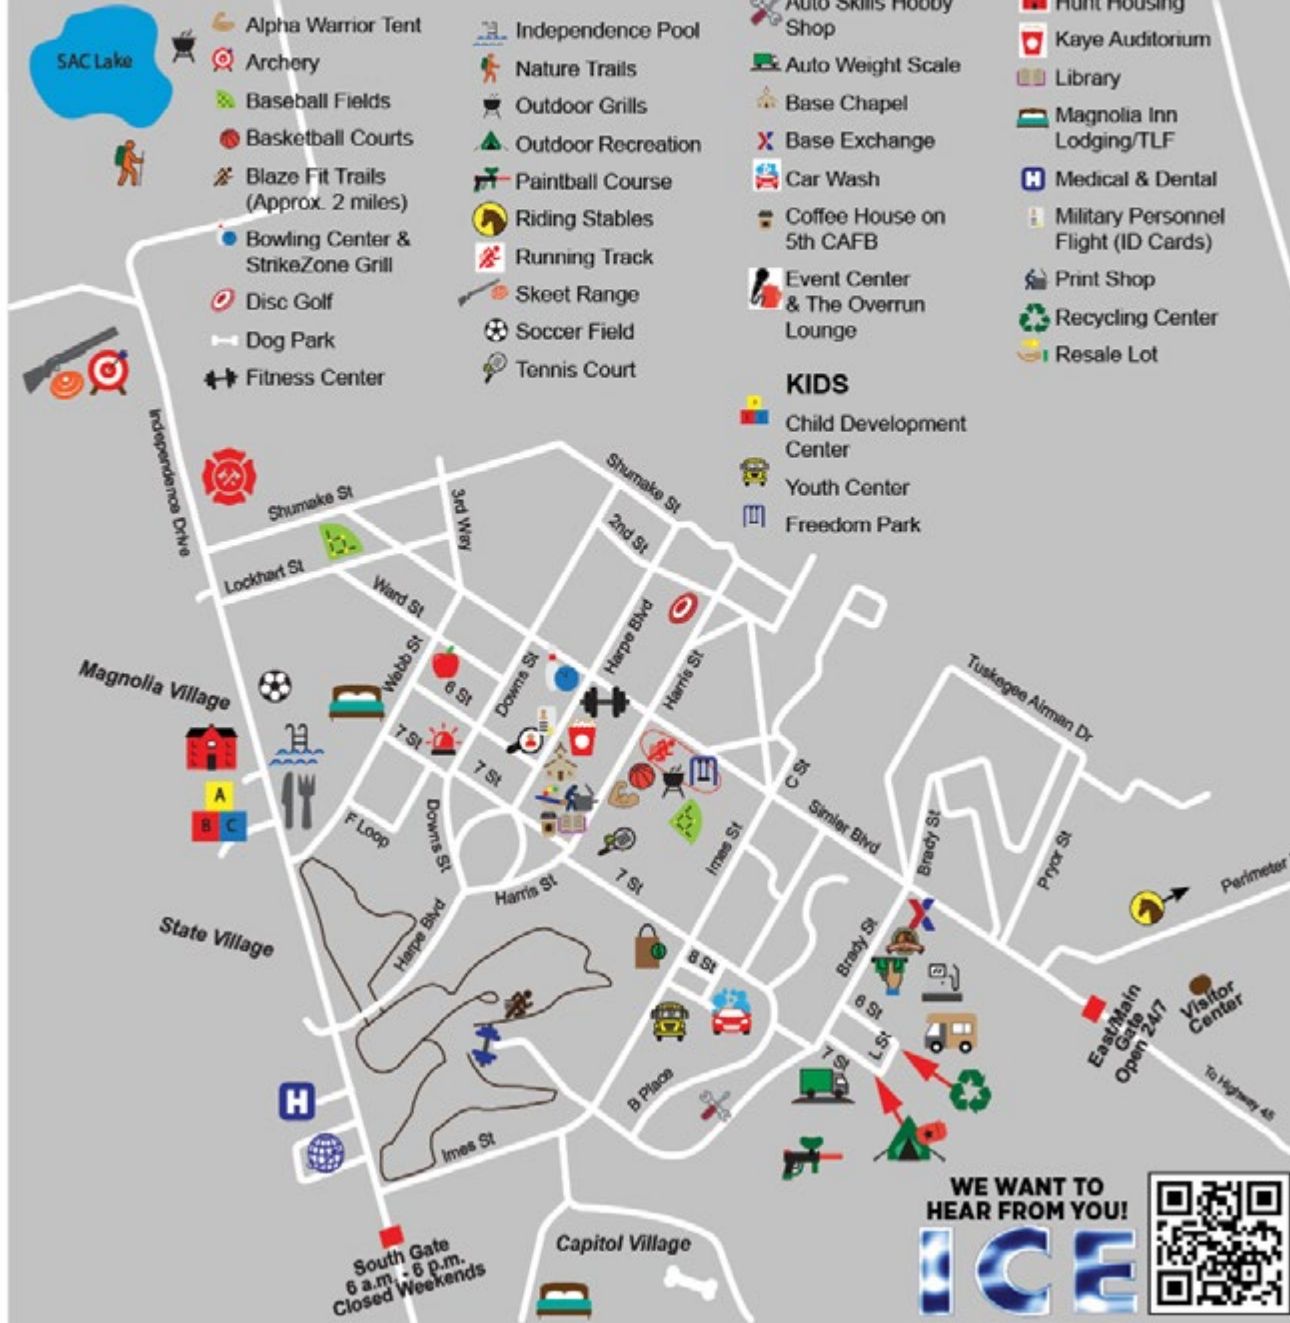 SAC Lake
Alpha Warrior Tent
Archery
Baseball Fields
Basketball Courts
Blaze Fit Trails
(Approx. 2 miles)
Bowling Center &
StrikeZone Grill
Disc Golf
Dog Park
Fitness Center
Independence Pool
Nature Trails
Outdoor Grills
Outdoor Recreation
Paintball Course
Riding Stables
Running Track
Skeet Range
Soccer Field
Tennis Court
Auto Skills Hobby
Shop
Auto Weight Scale
Base Chapel
Base Exchange
Car Wash
Coffee House on
5th CAFB
Event Center
& The Overrun
Lounge
KIDS
Child Development
Center
Youth Center
Freedom Park
Hunt Housing
Kaye Auditorium
Library
Magnolia Inn
Lodging/TLF
Medical & Dental
Military Personnel
Flight (ID Cards)
Print Shop
Recycling Center
Resale Lot
Independence Drive
Shumake St
3rd Way
Shumake St
2nd St
Lockhart St
Ward St
Webb St
6 St
Downs St
Harpe Blvd
Harris St
Magnolia Village
A
B C
7 St
7 St
F Loop
Downs St
Harris St
7 St
Imes St
C St
Simler Blvd
Tuskegee Airman Dr
Brady St
Pryor St
Perimeter
State Village
Harpe Blvd
8 St
Brady St
6 St
L St
7 St
East/Main
Gate
Open 24/7
Visitor
Center
To Highway 45
H
B Place
Imes St
South Gate
6 a.m. - 6 p.m.
Closed Weekends
Capitol Village
WE WANT TO
HEAR FROM YOU!
ICE